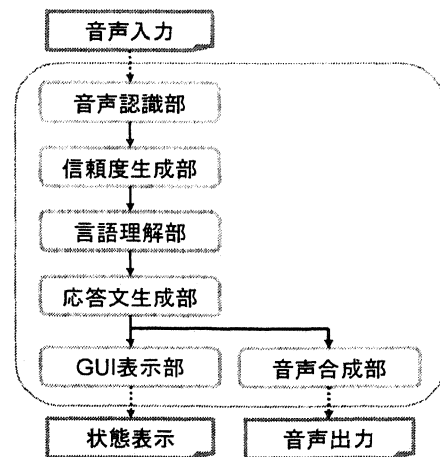 音声入力
音声認識部
信頼度生成部
言語理解部
応答文生成部
GUI表示部
音声合成部
状態表示
音声出力